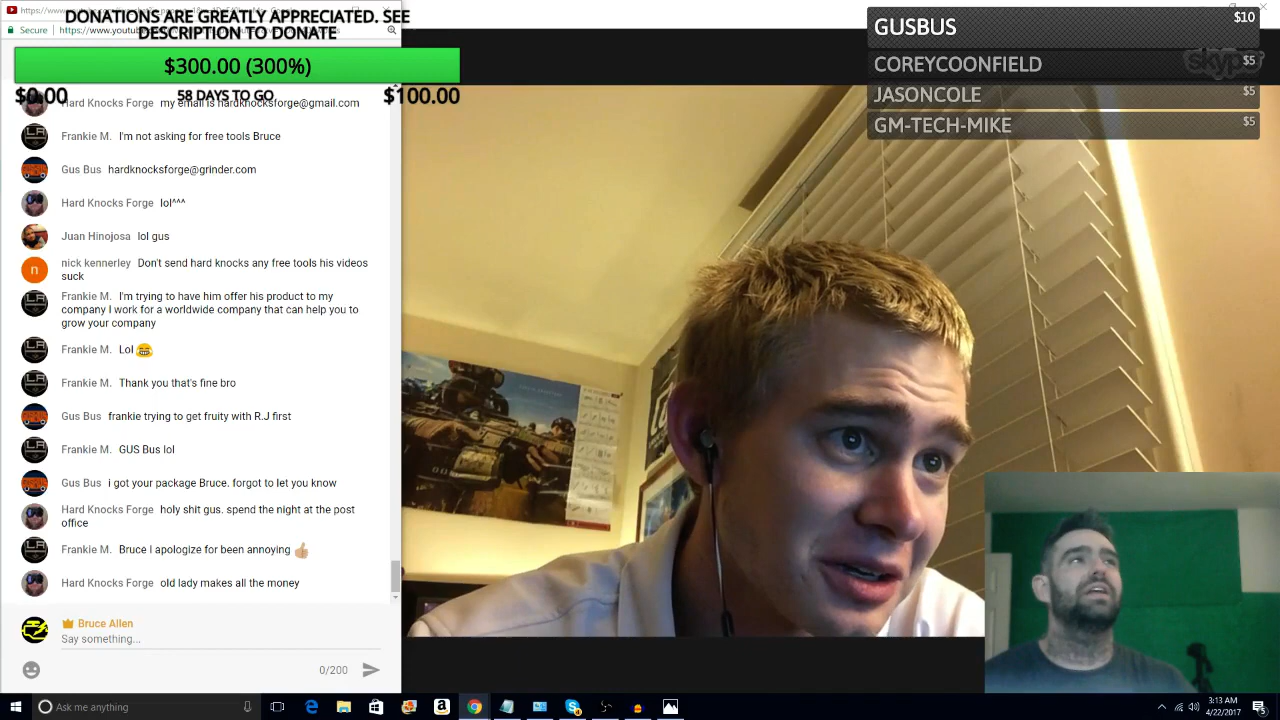 DONATIONS ARE GREATLY APPRECIATED. SEE
DESCRIPTION TO DONATE
Secure
$300.00 (300%)
$0.00
58 DAYS TO GO
$100.00
Hard Knocks Forge my email is hardknocksforge@gmail.com
Frankie M. I'm not asking for free tools Bruce
Gus Bus hardknocksforge@grinder.com
Hard Knocks Forge lol^^^
Juan Hinojosa lol gus
nick kennerley Don't send hard knocks any free tools his videos
suck
Frankie M. I'm trying to have him offer his product to my
company I work for a worldwide company that can help you to
grow your company
Frankie M. Lol 😂
Frankie M. Thank you that's fine bro
Gus Bus frankie trying to get fruity with R.J first
Frankie M. GUS Bus lol
Gus Bus i got your package Bruce. forgot to let you know
Hard Knocks Forge holy shit gus. spend the night at the post
office
Frankie M. Bruce I apologize for been annoying 👍🏼
Hard Knocks Forge old lady makes all the money
Bruce Allen
Say something...
0/200
GUSBUS $10
COREYCOONFIELD $5
JASONCOLE $5
GM-TECH-MIKE $5
skype
Ask me anything
3:13 AM
4/22/2017